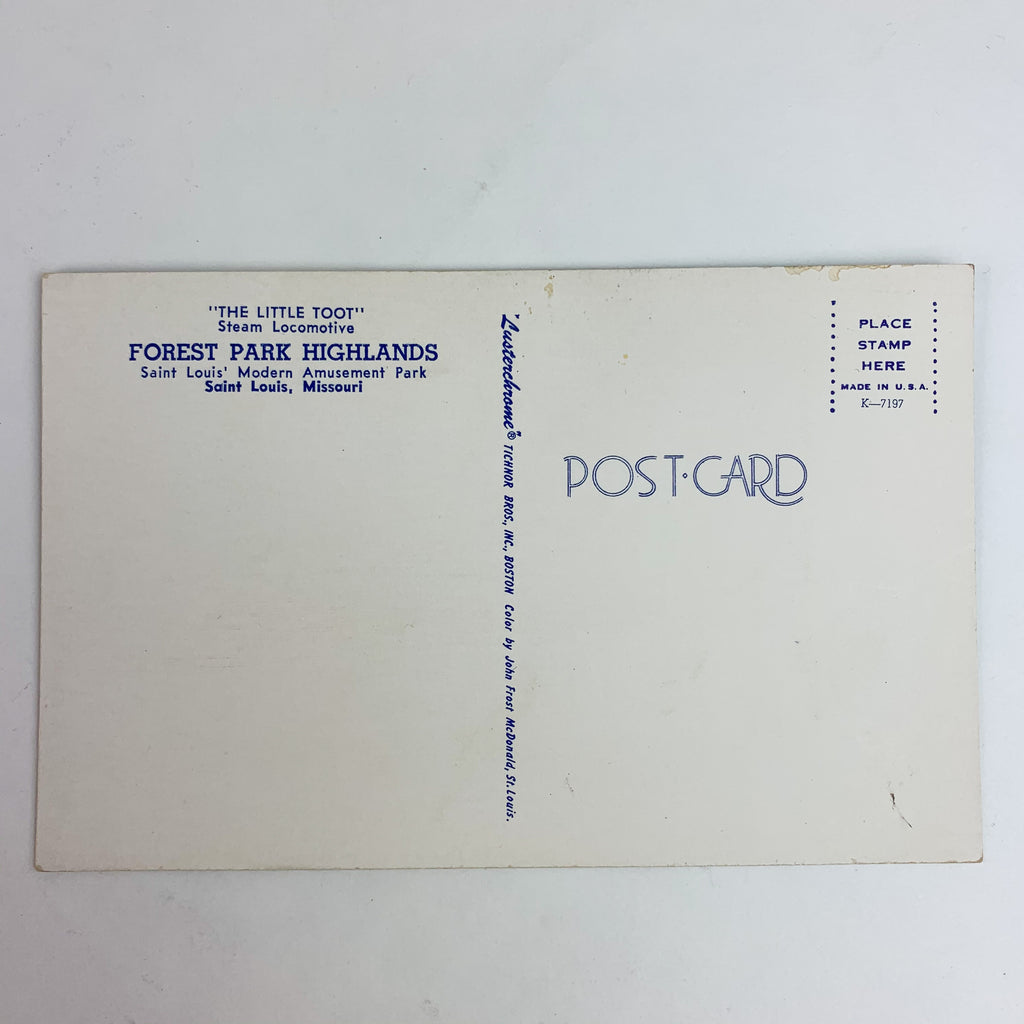 "THE LITTLE TOOT"
Steam Locomotive
FOREST PARK HIGHLANDS
Saint Louis' Modern Amusement Park
Saint Louis, Missouri
"Lusterchrome"® TICHNOR BROS., INC., BOSTON Color by John Frost McDonald, St. Louis.
PLACE
STAMP
HERE
MADE IN U.S.A.
K—7197
POST·CARD